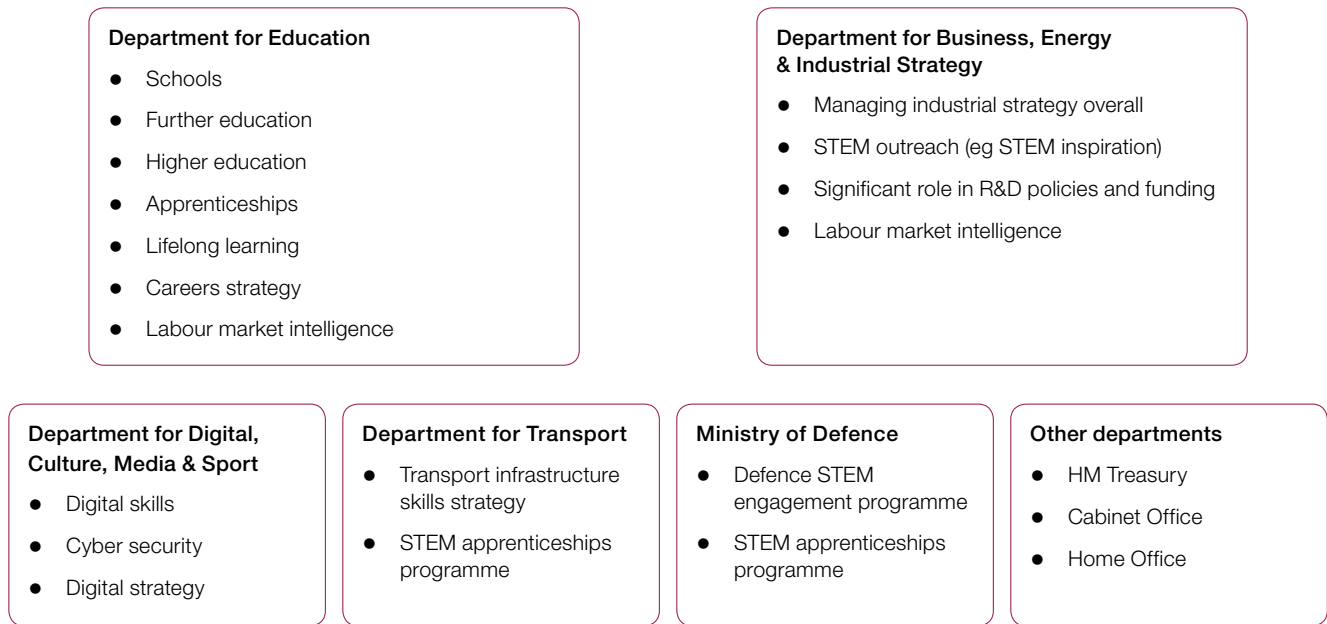 Department for Education
● Schools
● Further education
● Higher education
● Apprenticeships
● Lifelong learning
● Careers strategy
● Labour market intelligence
Department for Business, Energy
& Industrial Strategy
● Managing industrial strategy overall
● STEM outreach (eg STEM inspiration)
● Significant role in R&D policies and funding
● Labour market intelligence
Department for Digital,
Culture, Media & Sport
● Digital skills
● Cyber security
● Digital strategy
Department for Transport
● Transport infrastructure
skills strategy
● STEM apprenticeships
programme
Ministry of Defence
● Defence STEM
engagement programme
● STEM apprenticeships
programme
Other departments
● HM Treasury
● Cabinet Office
● Home Office